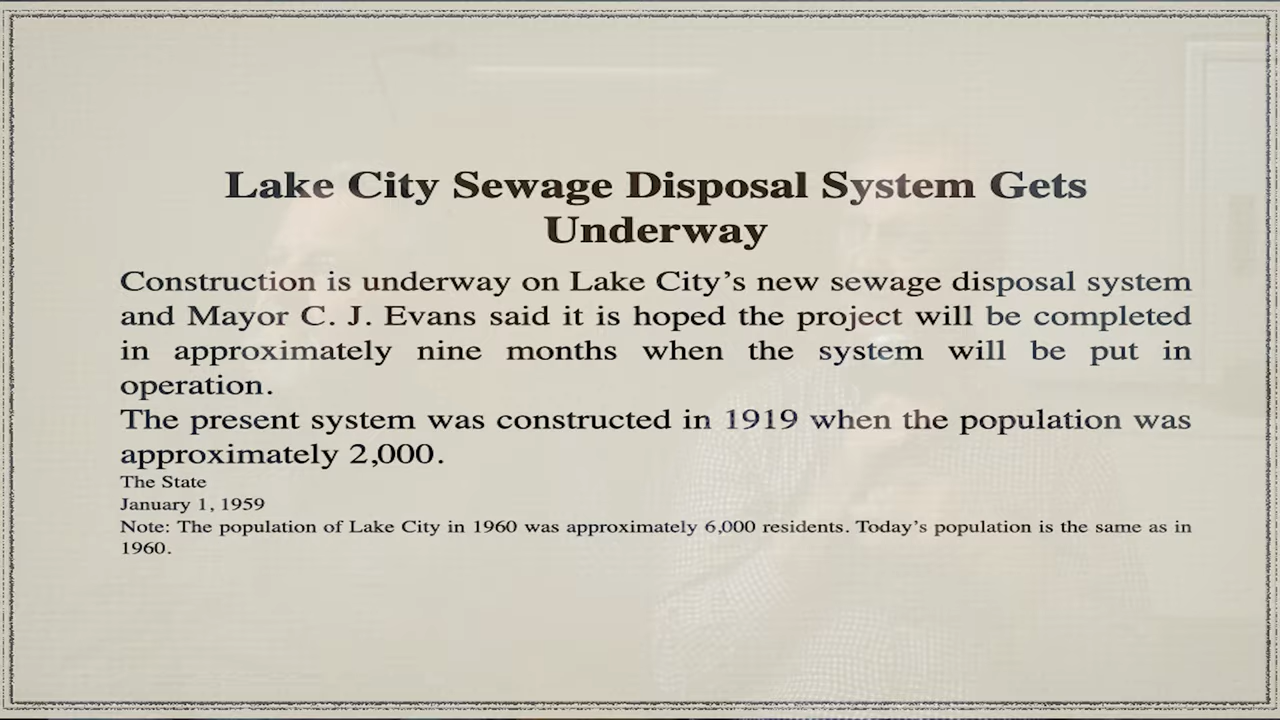 Lake City Sewage Disposal System Gets
Underway
Construction is underway on Lake City’s new sewage disposal system
and Mayor C. J. Evans said it is hoped the project will be completed
in approximately nine months when the system will be put in
operation.
The present system was constructed in 1919 when the population was
approximately 2,000.
The State
January 1, 1959
Note: The population of Lake City in 1960 was approximately 6,000 residents. Today’s population is the same as in
1960.